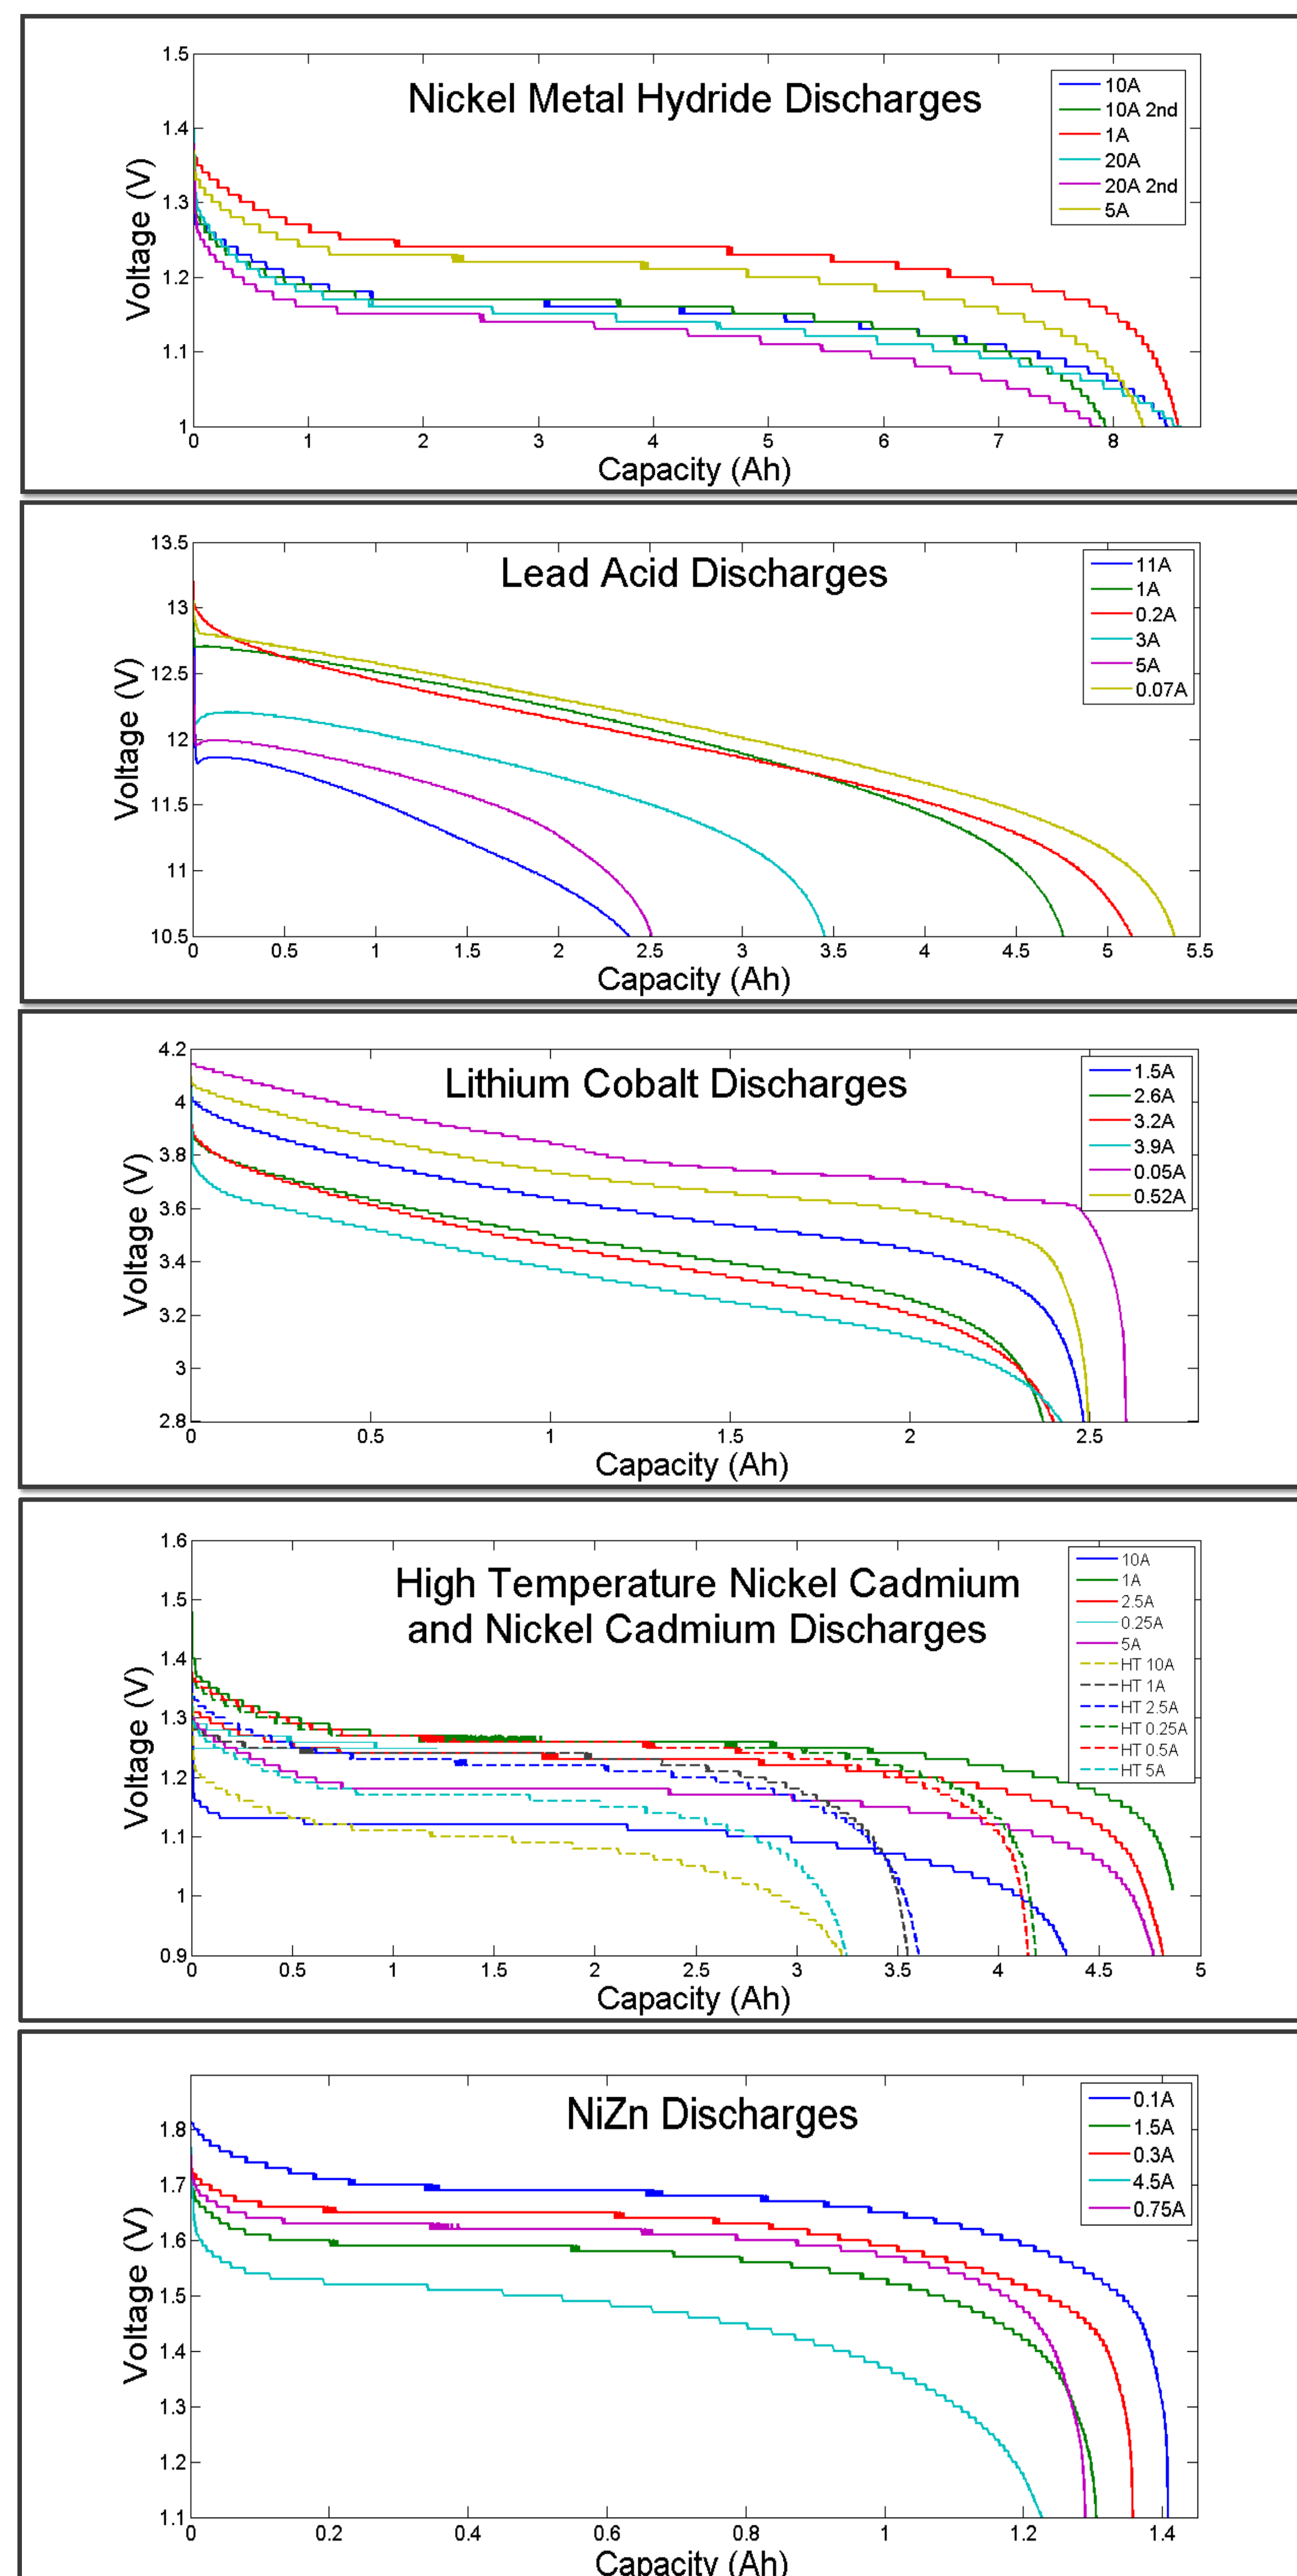 Nickel Metal Hydride Discharges
10A
10A 2nd
1A
20A
20A 2nd
5A
Voltage (V)
1.5
1.4
1.3
1.2
1.1
1
0 1 2 3 4 5 6 7 8
Capacity (Ah)
Lead Acid Discharges
11A
1A
0.2A
3A
5A
0.07A
Voltage (V)
13.5
13
12.5
12
11.5
11
10.5
0 0.5 1 1.5 2 2.5 3 3.5 4 4.5 5 5.5
Capacity (Ah)
Lithium Cobalt Discharges
1.5A
2.6A
3.2A
3.9A
0.05A
0.52A
Voltage (V)
4.2
4
3.8
3.6
3.4
3.2
3
2.8
0 0.5 1 1.5 2 2.5
Capacity (Ah)
High Temperature Nickel Cadmium
and Nickel Cadmium Discharges
10A
1A
2.5A
0.25A
5A
HT 10A
HT 1A
HT 2.5A
HT 0.25A
HT 0.5A
HT 5A
Voltage (V)
1.6
1.5
1.4
1.3
1.2
1.1
1
0.9
0 0.5 1 1.5 2 2.5 3 3.5 4 4.5 5
Capacity (Ah)
NiZn Discharges
0.1A
1.5A
0.3A
4.5A
0.75A
Voltage (V)
1.8
1.7
1.6
1.5
1.4
1.3
1.2
1.1
0 0.2 0.4 0.6 0.8 1 1.2 1.4
Capacity (Ah)